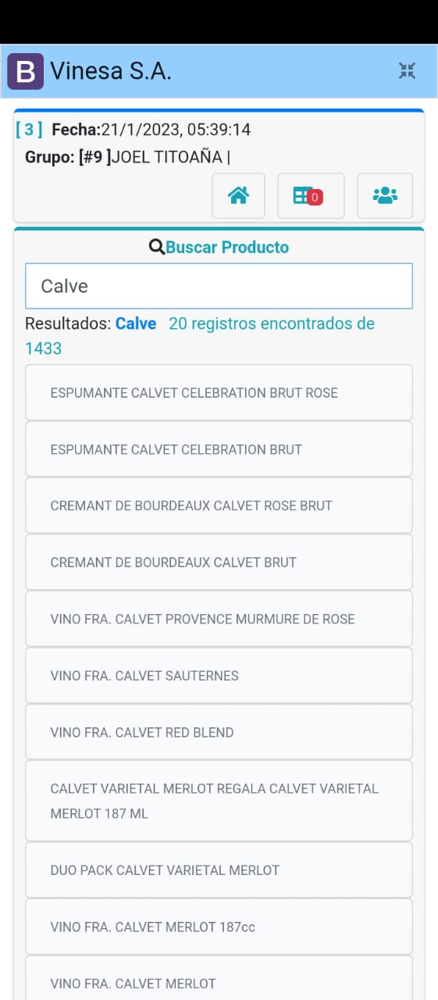 B Vinesa S.A.
[ 3 ] Fecha:21/1/2023, 05:39:14
Grupo: [#9 ]JOEL TITOAÑA |
0
Buscar Producto
Calve
Resultados: Calve 20 registros encontrados de
1433
ESPUMANTE CALVET CELEBRATION BRUT ROSE
ESPUMANTE CALVET CELEBRATION BRUT
CREMANT DE BOURDEAUX CALVET ROSE BRUT
CREMANT DE BOURDEAUX CALVET BRUT
VINO FRA. CALVET PROVENCE MURMURE DE ROSE
VINO FRA. CALVET SAUTERNES
VINO FRA. CALVET RED BLEND
CALVET VARIETAL MERLOT REGALA CALVET VARIETAL
MERLOT 187 ML
DUO PACK CALVET VARIETAL MERLOT
VINO FRA. CALVET MERLOT 187cc
VINO FRA. CALVET MERLOT